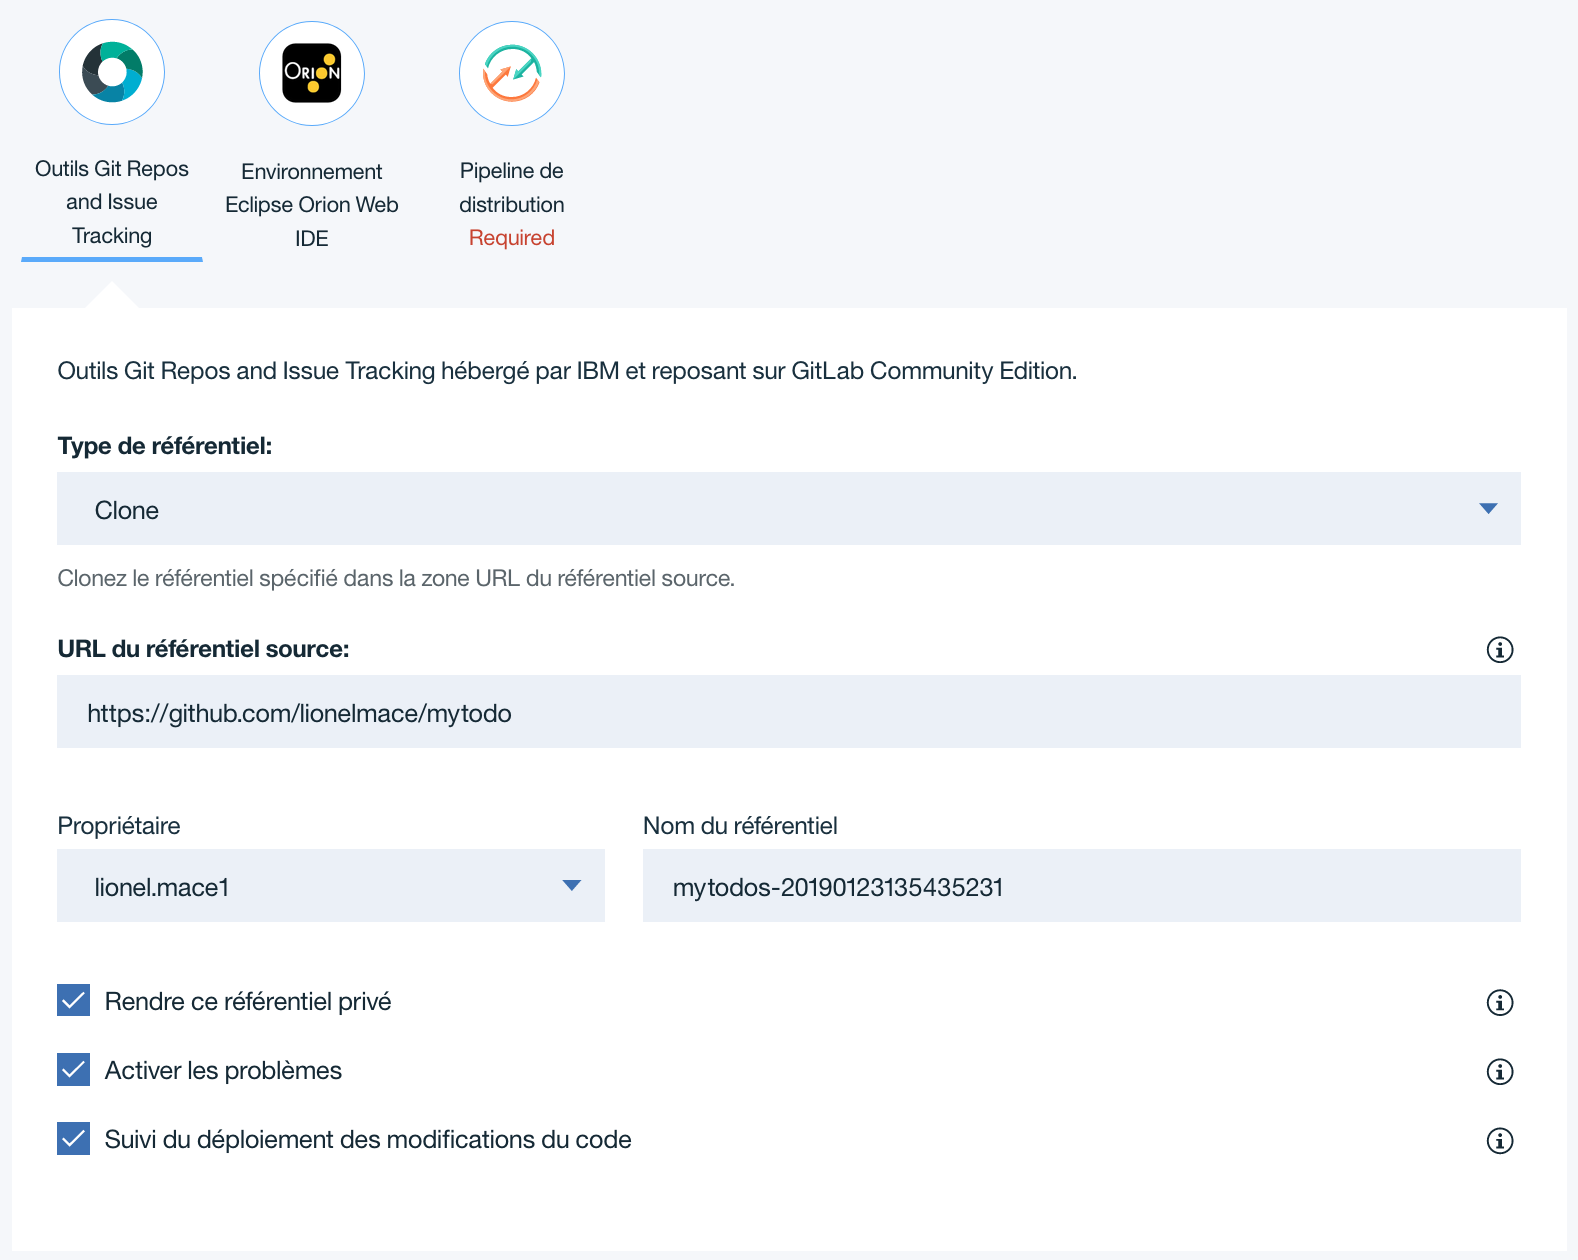 ORION
Outils Git Repos
and Issue
Tracking
Environnement
Eclipse Orion Web
IDE
Pipeline de
distribution
Required
Outils Git Repos and Issue Tracking hébergé par IBM et reposant sur GitLab Community Edition.
Type de référentiel:
Clone
Clonez le référentiel spécifié dans la zone URL du référentiel source.
URL du référentiel source:
https://github.com/lionelmace/mytodo
Propriétaire
Nom du référentiel
lionel.mace1
mytodos-20190123135435231
Rendre ce référentiel privé
Activer les problèmes
Suivi du déploiement des modifications du code